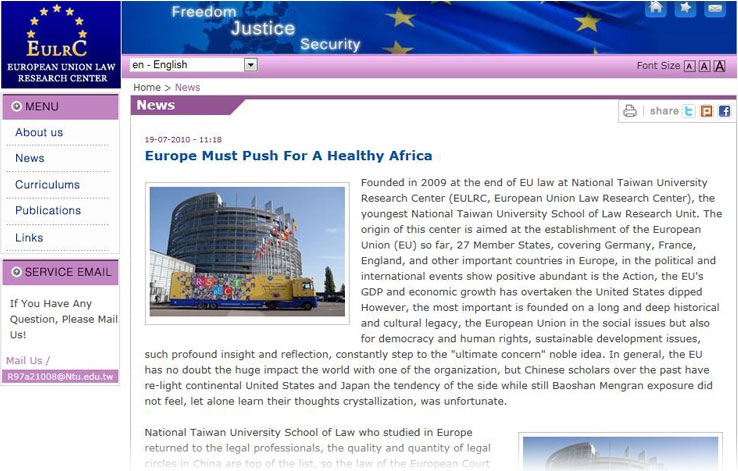 Freedom
Justice
Security
EULRC
EUROPEAN UNION LAW
RESEARCH CENTER
en - English
Font Size A A A
Home > News
MENU
About us
News
Curriculums
Publications
Links
SERVICE EMAIL
If You Have Any
Question, Please Mail
Us!
Mail Us /
R97a21008@Ntu.edu.tw
News
share
19-07-2010 - 11:18
Europe Must Push For A Healthy Africa
Founded in 2009 at the end of EU law at National Taiwan University
Research Center (EULRC, European Union Law Research Center), the
youngest National Taiwan University School of Law Research Unit. The
origin of this center is aimed at the establishment of the European
Union (EU) so far, 27 Member States, covering Germany, France,
England, and other important countries in Europe, in the political and
international events show positive abundant is the Action, the EU's
GDP and economic growth has overtaken the United States dipped
However, the most important is founded on a long and deep historical
and cultural legacy, the European Union in the social issues but also
for democracy and human rights, sustainable development issues,
such profound insight and reflection, constantly step to the "ultimate concern" noble idea. In general, the EU
has no doubt the huge impact the world with one of the organization, but Chinese scholars over the past have
re-light continental United States and Japan the tendency of the side while still Baoshan Mengran exposure did
not feel, let alone learn their thoughts crystallization, was unfortunate.
National Taiwan University School of Law who studied in Europe
returned to the legal professionals, the quality and quantity of legal
circles in China are top of the list, so the law of the European Court